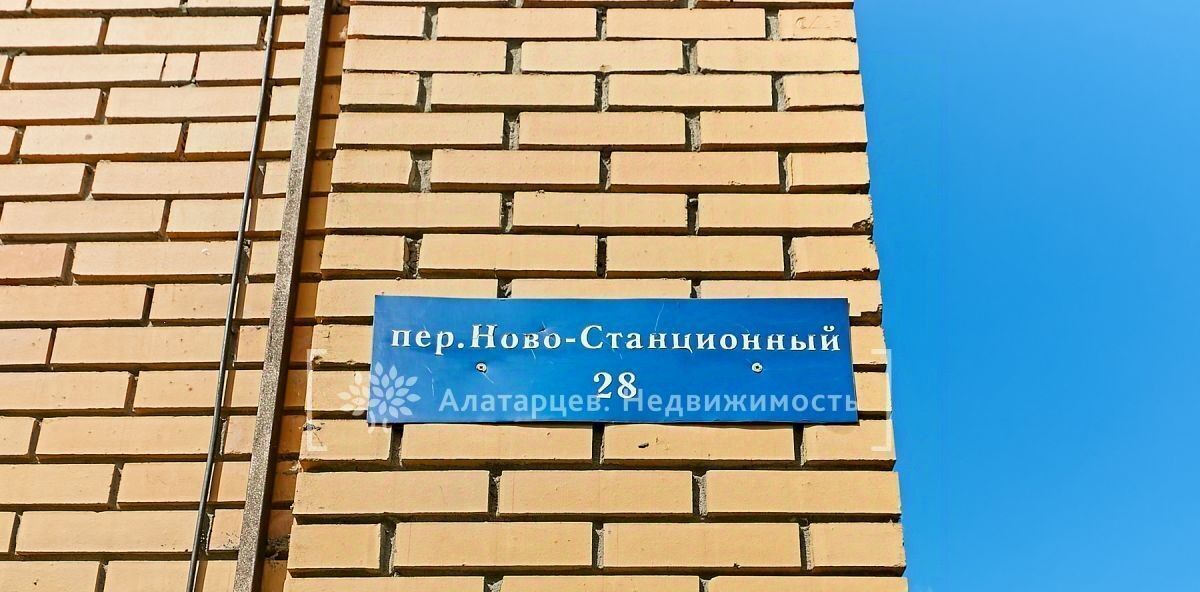 пер.Ново-Станционный
28
Алатарцев. Недвижимость